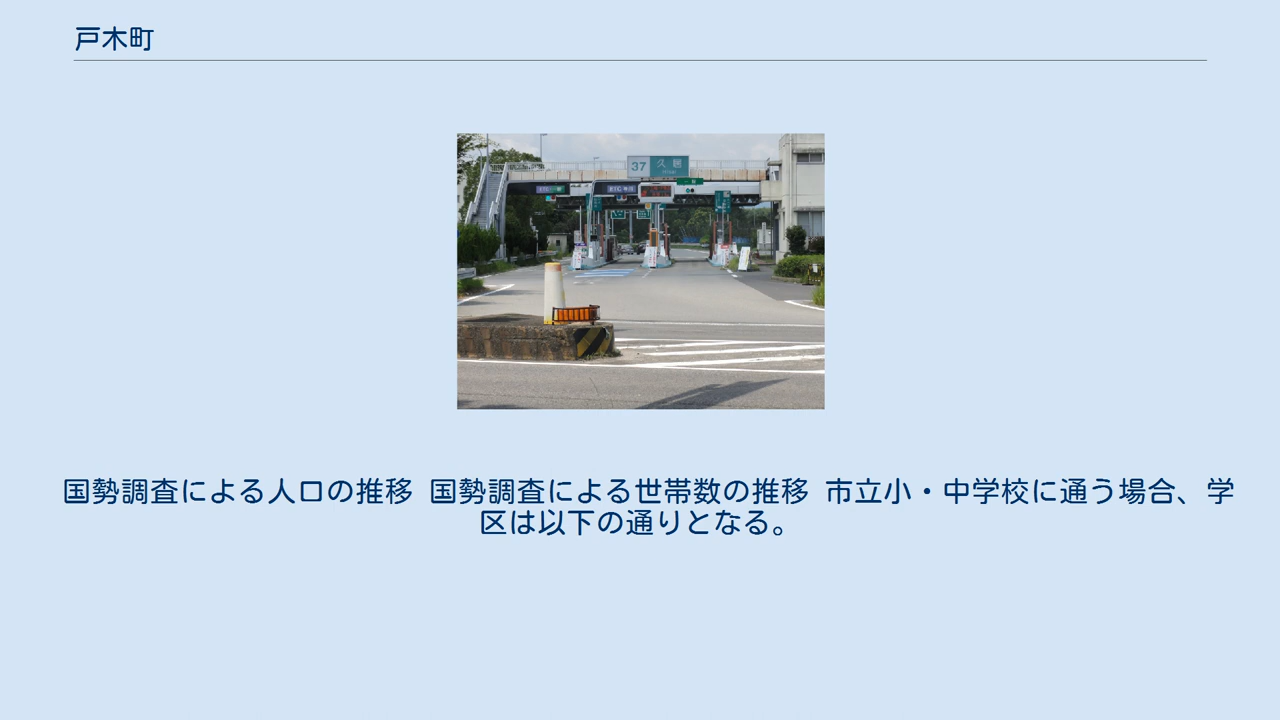 戸木町
37 久居
国勢調査による人口の推移 国勢調査による世帯数の推移 市立小・中学校に通う場合、学
区は以下の通りとなる。